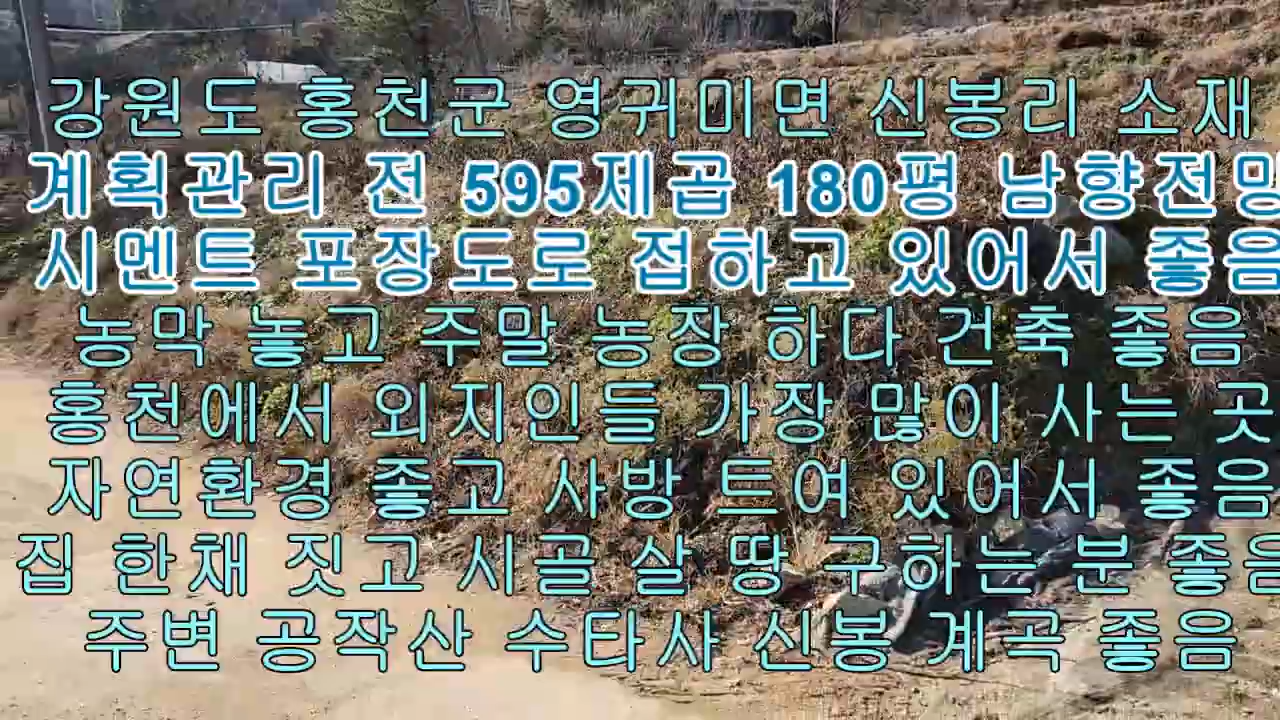 강원도 홍천군 영귀미면 신봉리 소재
계획관리 전 595제곱 180평 남향전망
시멘트 포장도로 접하고 있어서 좋음
농막 놓고 주말 농장 하다 건축 좋음
홍천에서 외지인들 가장 많이 사는 곳
자연환경 좋고 사방 트여 있어서 좋음
집 한채 짓고 시골 살 땅 구하는 분 좋음
주변 공작산 수타사 신봉 계곡 좋음